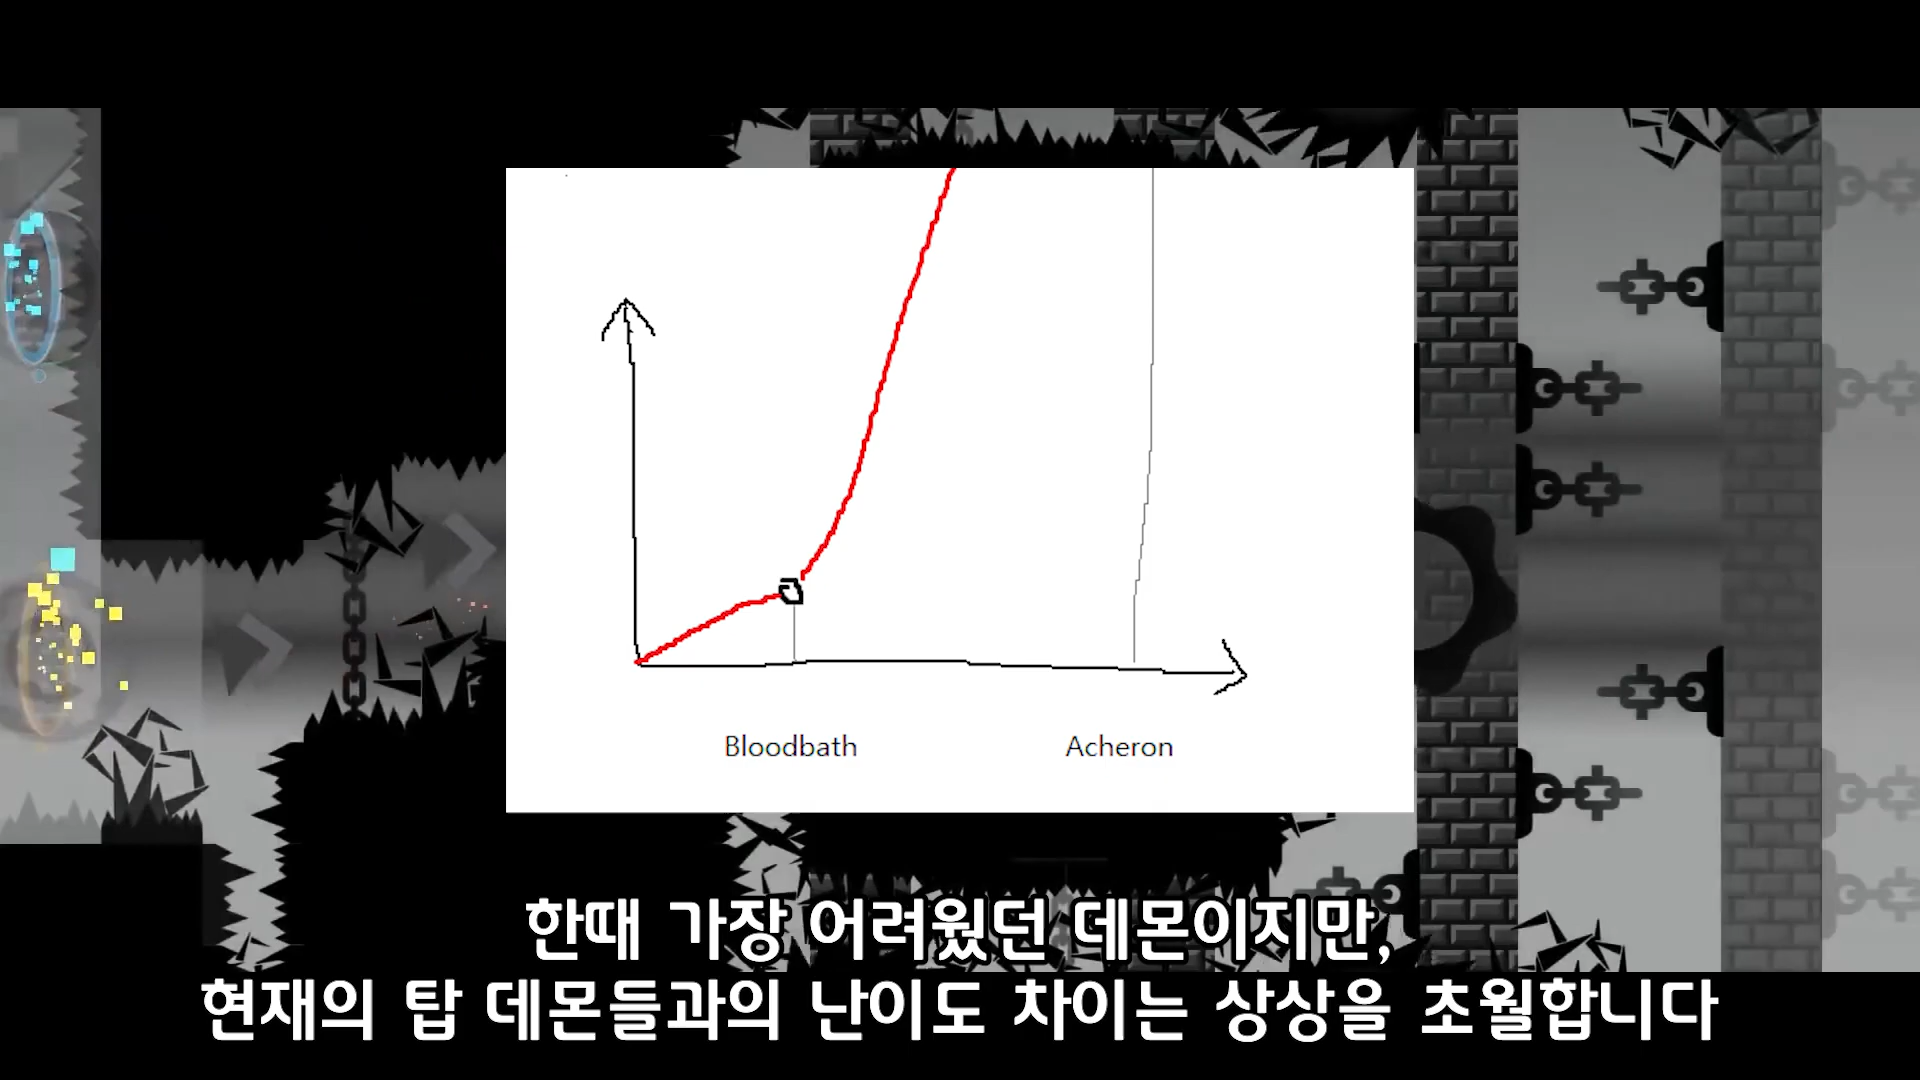 Bloodbath
Acheron
한때 가장 어려웠던 데몬이지만,
현재의 탑 데몬들과의 난이도 차이는 상상을 초월합니다